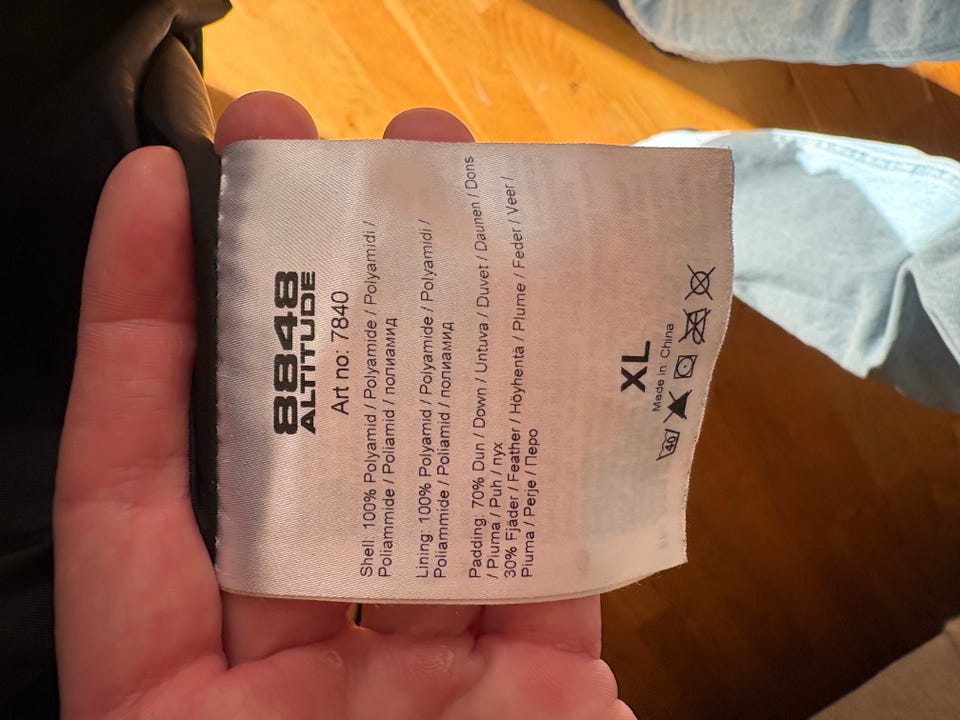 8848
ALTITUDE
Art no: 7840
Shell: 100% Polyamid / Polyamide / Polyamidi /
Poliammide / Poliamid / полиамид
Lining: 100% Polyamid / Polyamide / Polyamidi /
Poliammide / Poliamid / полиамид
Padding: 70% Dun / Down / Untuva / Duvet / Daunen / Dons
/ Piuma / Puh / пух
30% Fjäder / Feather / Höyhentä / Plume / Feder / Veer /
Piuma / Perje / Перо
XL
Made in: China
40